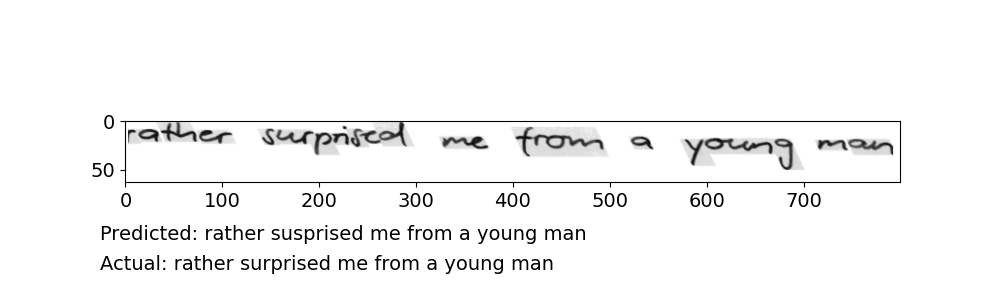 0
rather surprised me from a young man
50
0 100 200 300 400 500 600 700
Predicted: rather susprised me from a young man
Actual: rather surprised me from a young man